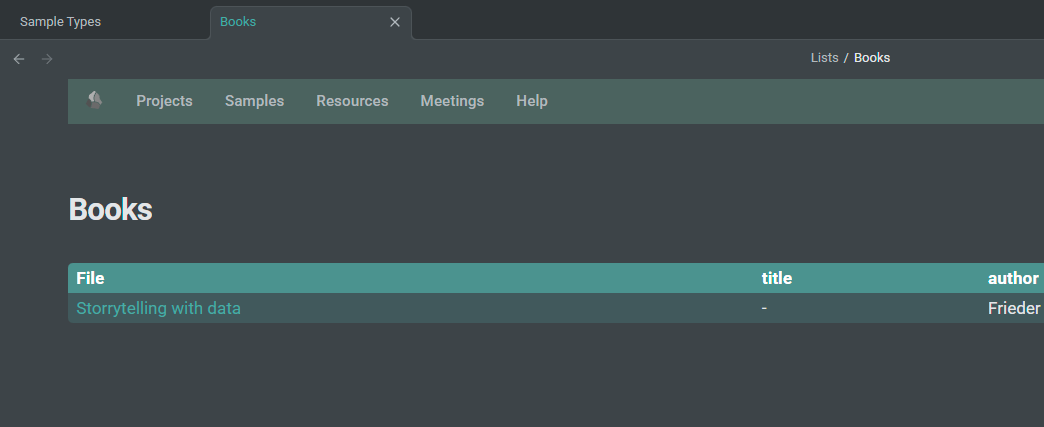 Sample Types Books
Lists / Books
Projects Samples Resources Meetings Help
Books
File title author
Storrytelling with data - Frieder